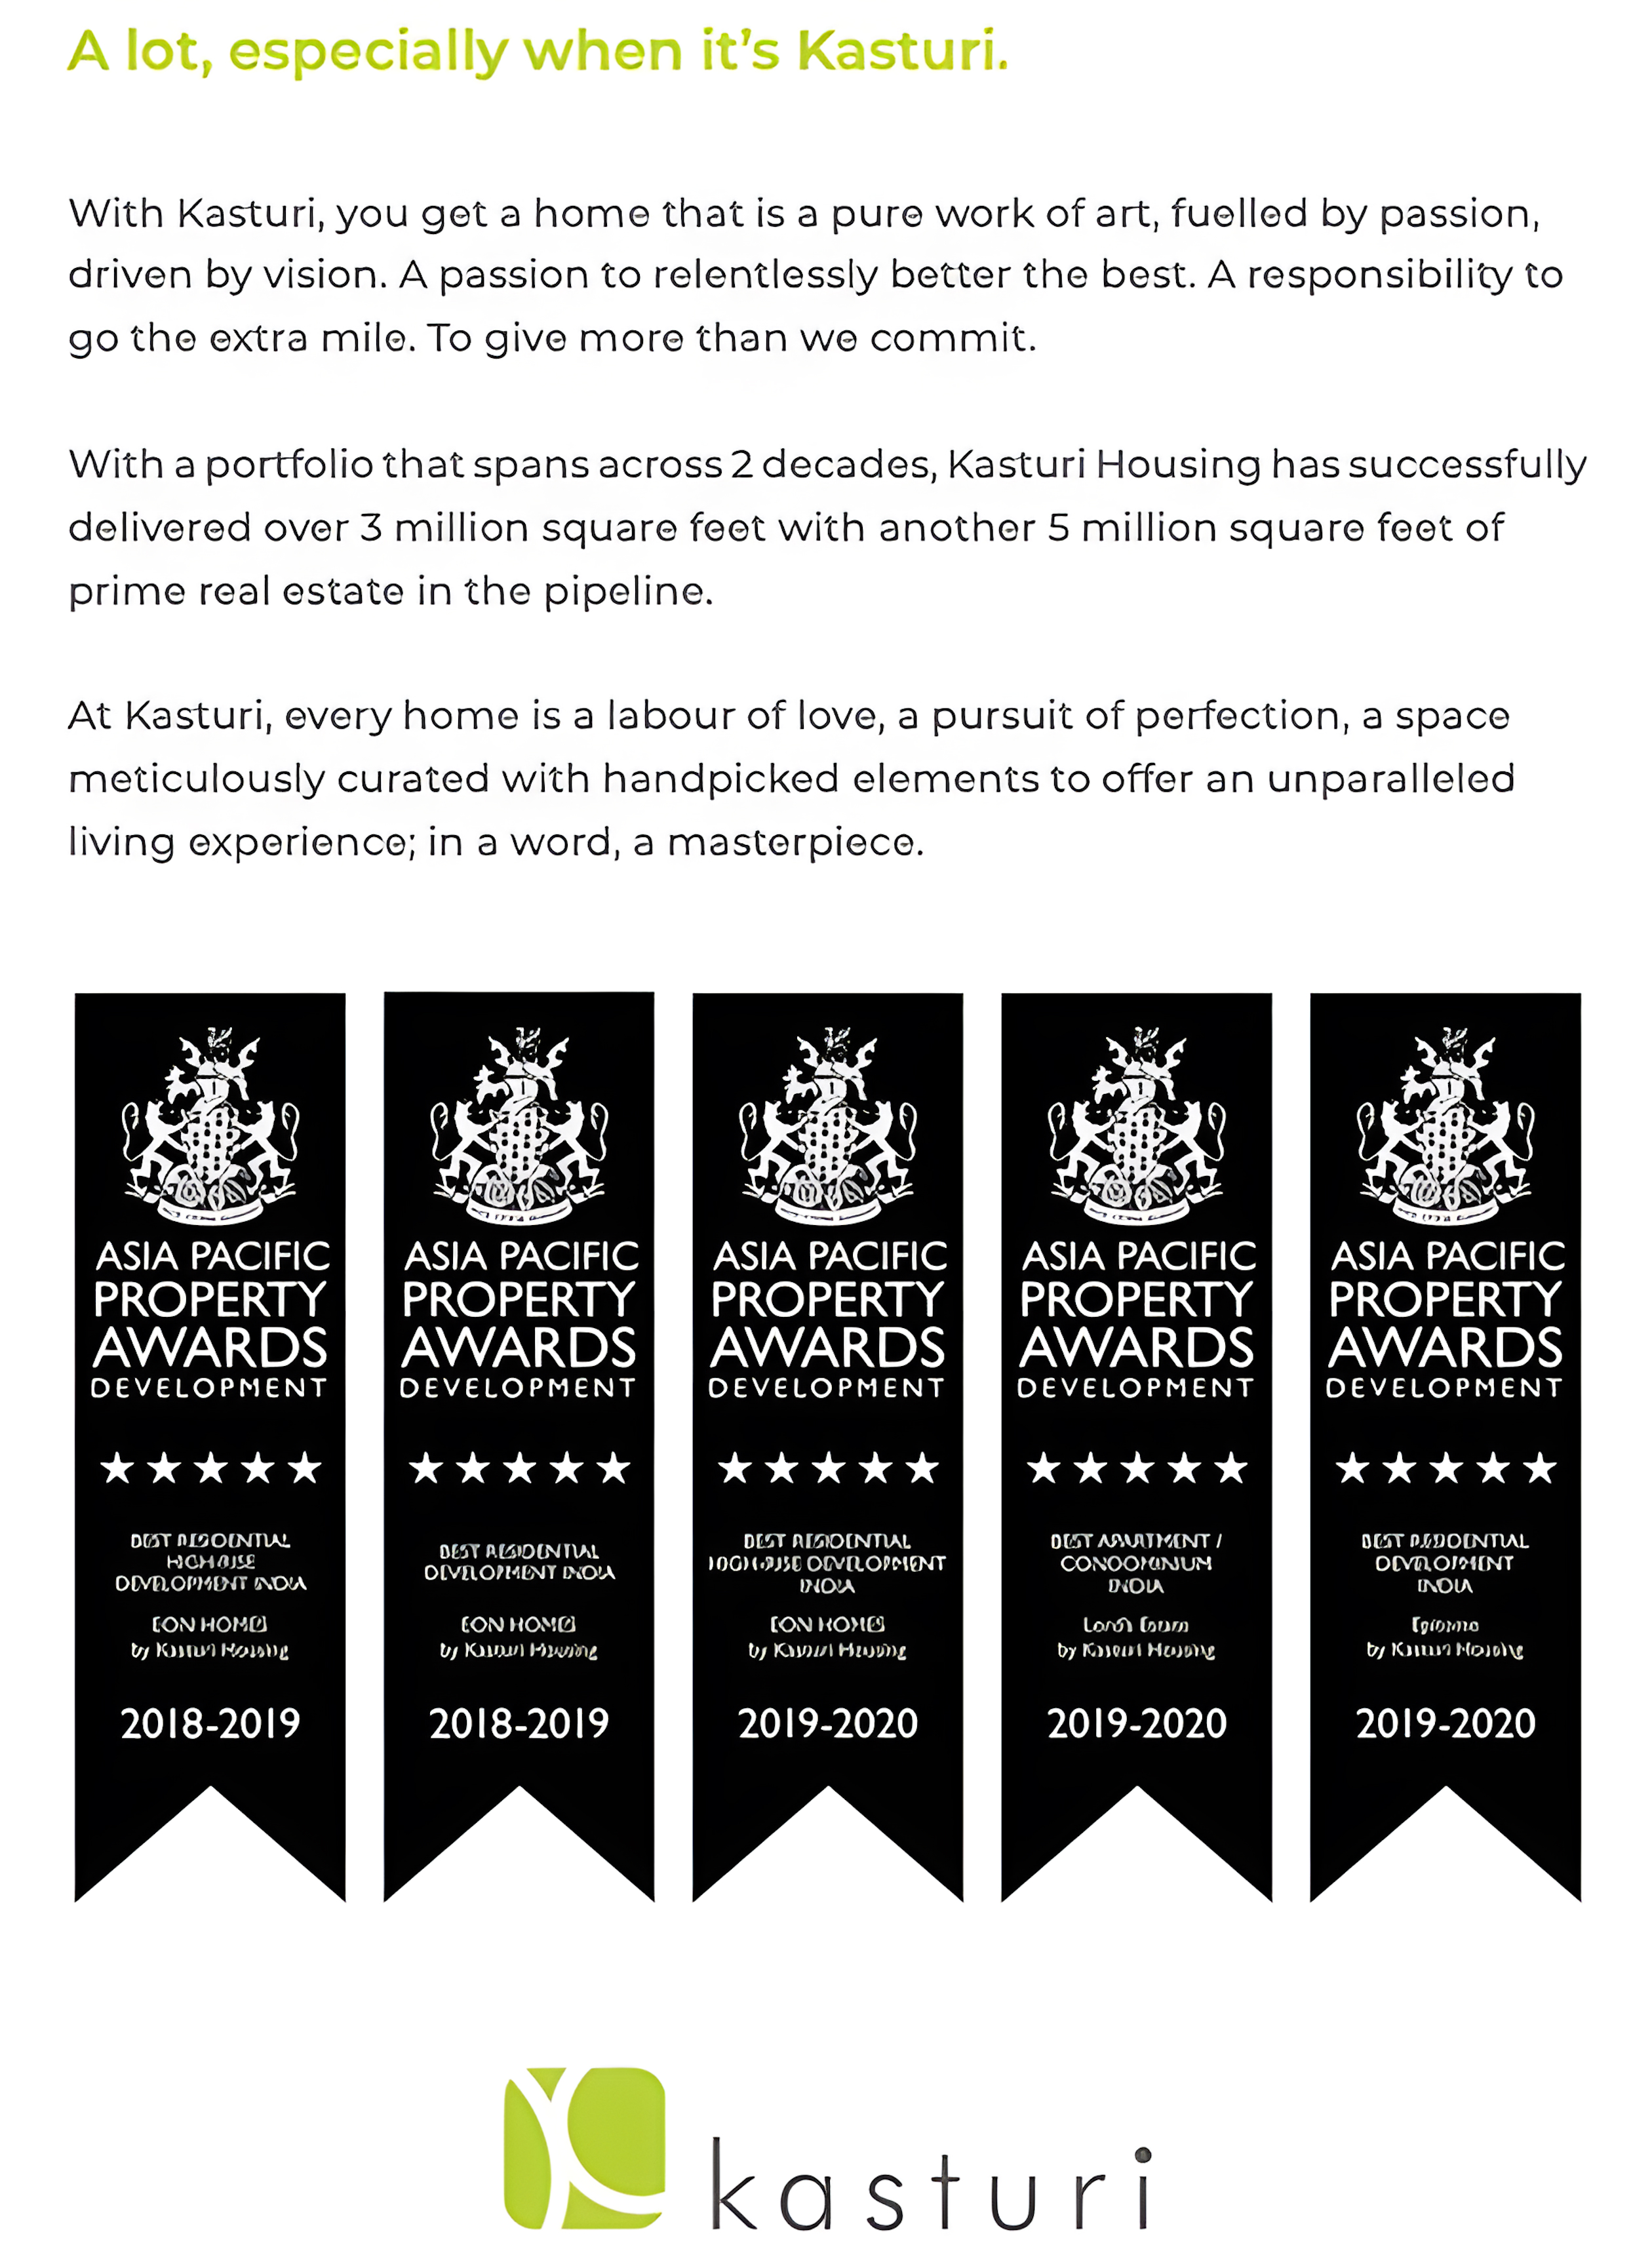 A lot, especially when it's Kasturi.
With Kasturi, you get a home that is a pure work of art, fuelled by passion,
driven by vision. A passion to relentlessly better the best. A responsibility to
go the extra mile. To give more than we commit.
With a portfolio that spans across 2 decades, Kasturi Housing has successfully
delivered over 3 million square feet with another 5 million square feet of
prime real estate in the pipeline.
At Kasturi, every home is a labour of love, a pursuit of perfection, a space
meticulously curated with handpicked elements to offer an unparalleled
living experience; in a word, a masterpiece.
ASIA PACIFIC
PROPERTY
AWARDS
DEVELOPMENT
BEST RESIDENTIAL
HIGH-RISE
DEVELOPMENT INDIA
EON HOMES
by Kasturi Housing
2018-2019
ASIA PACIFIC
PROPERTY
AWARDS
DEVELOPMENT
BEST RESIDENTIAL
DEVELOPMENT INDIA
EON HOMES
by Kasturi Housing
2018-2019
ASIA PACIFIC
PROPERTY
AWARDS
DEVELOPMENT
BEST RESIDENTIAL
HIGH-RISE DEVELOPMENT
INDIA
EON HOMES
by Kasturi Housing
2019-2020
ASIA PACIFIC
PROPERTY
AWARDS
DEVELOPMENT
BEST APARTMENT /
CONDOMINIUM
INDIA
by Kasturi Housing
2019-2020
ASIA PACIFIC
PROPERTY
AWARDS
DEVELOPMENT
BEST RESIDENTIAL
DEVELOPMENT
INDIA
by Kasturi Housing
2019-2020
kasturi